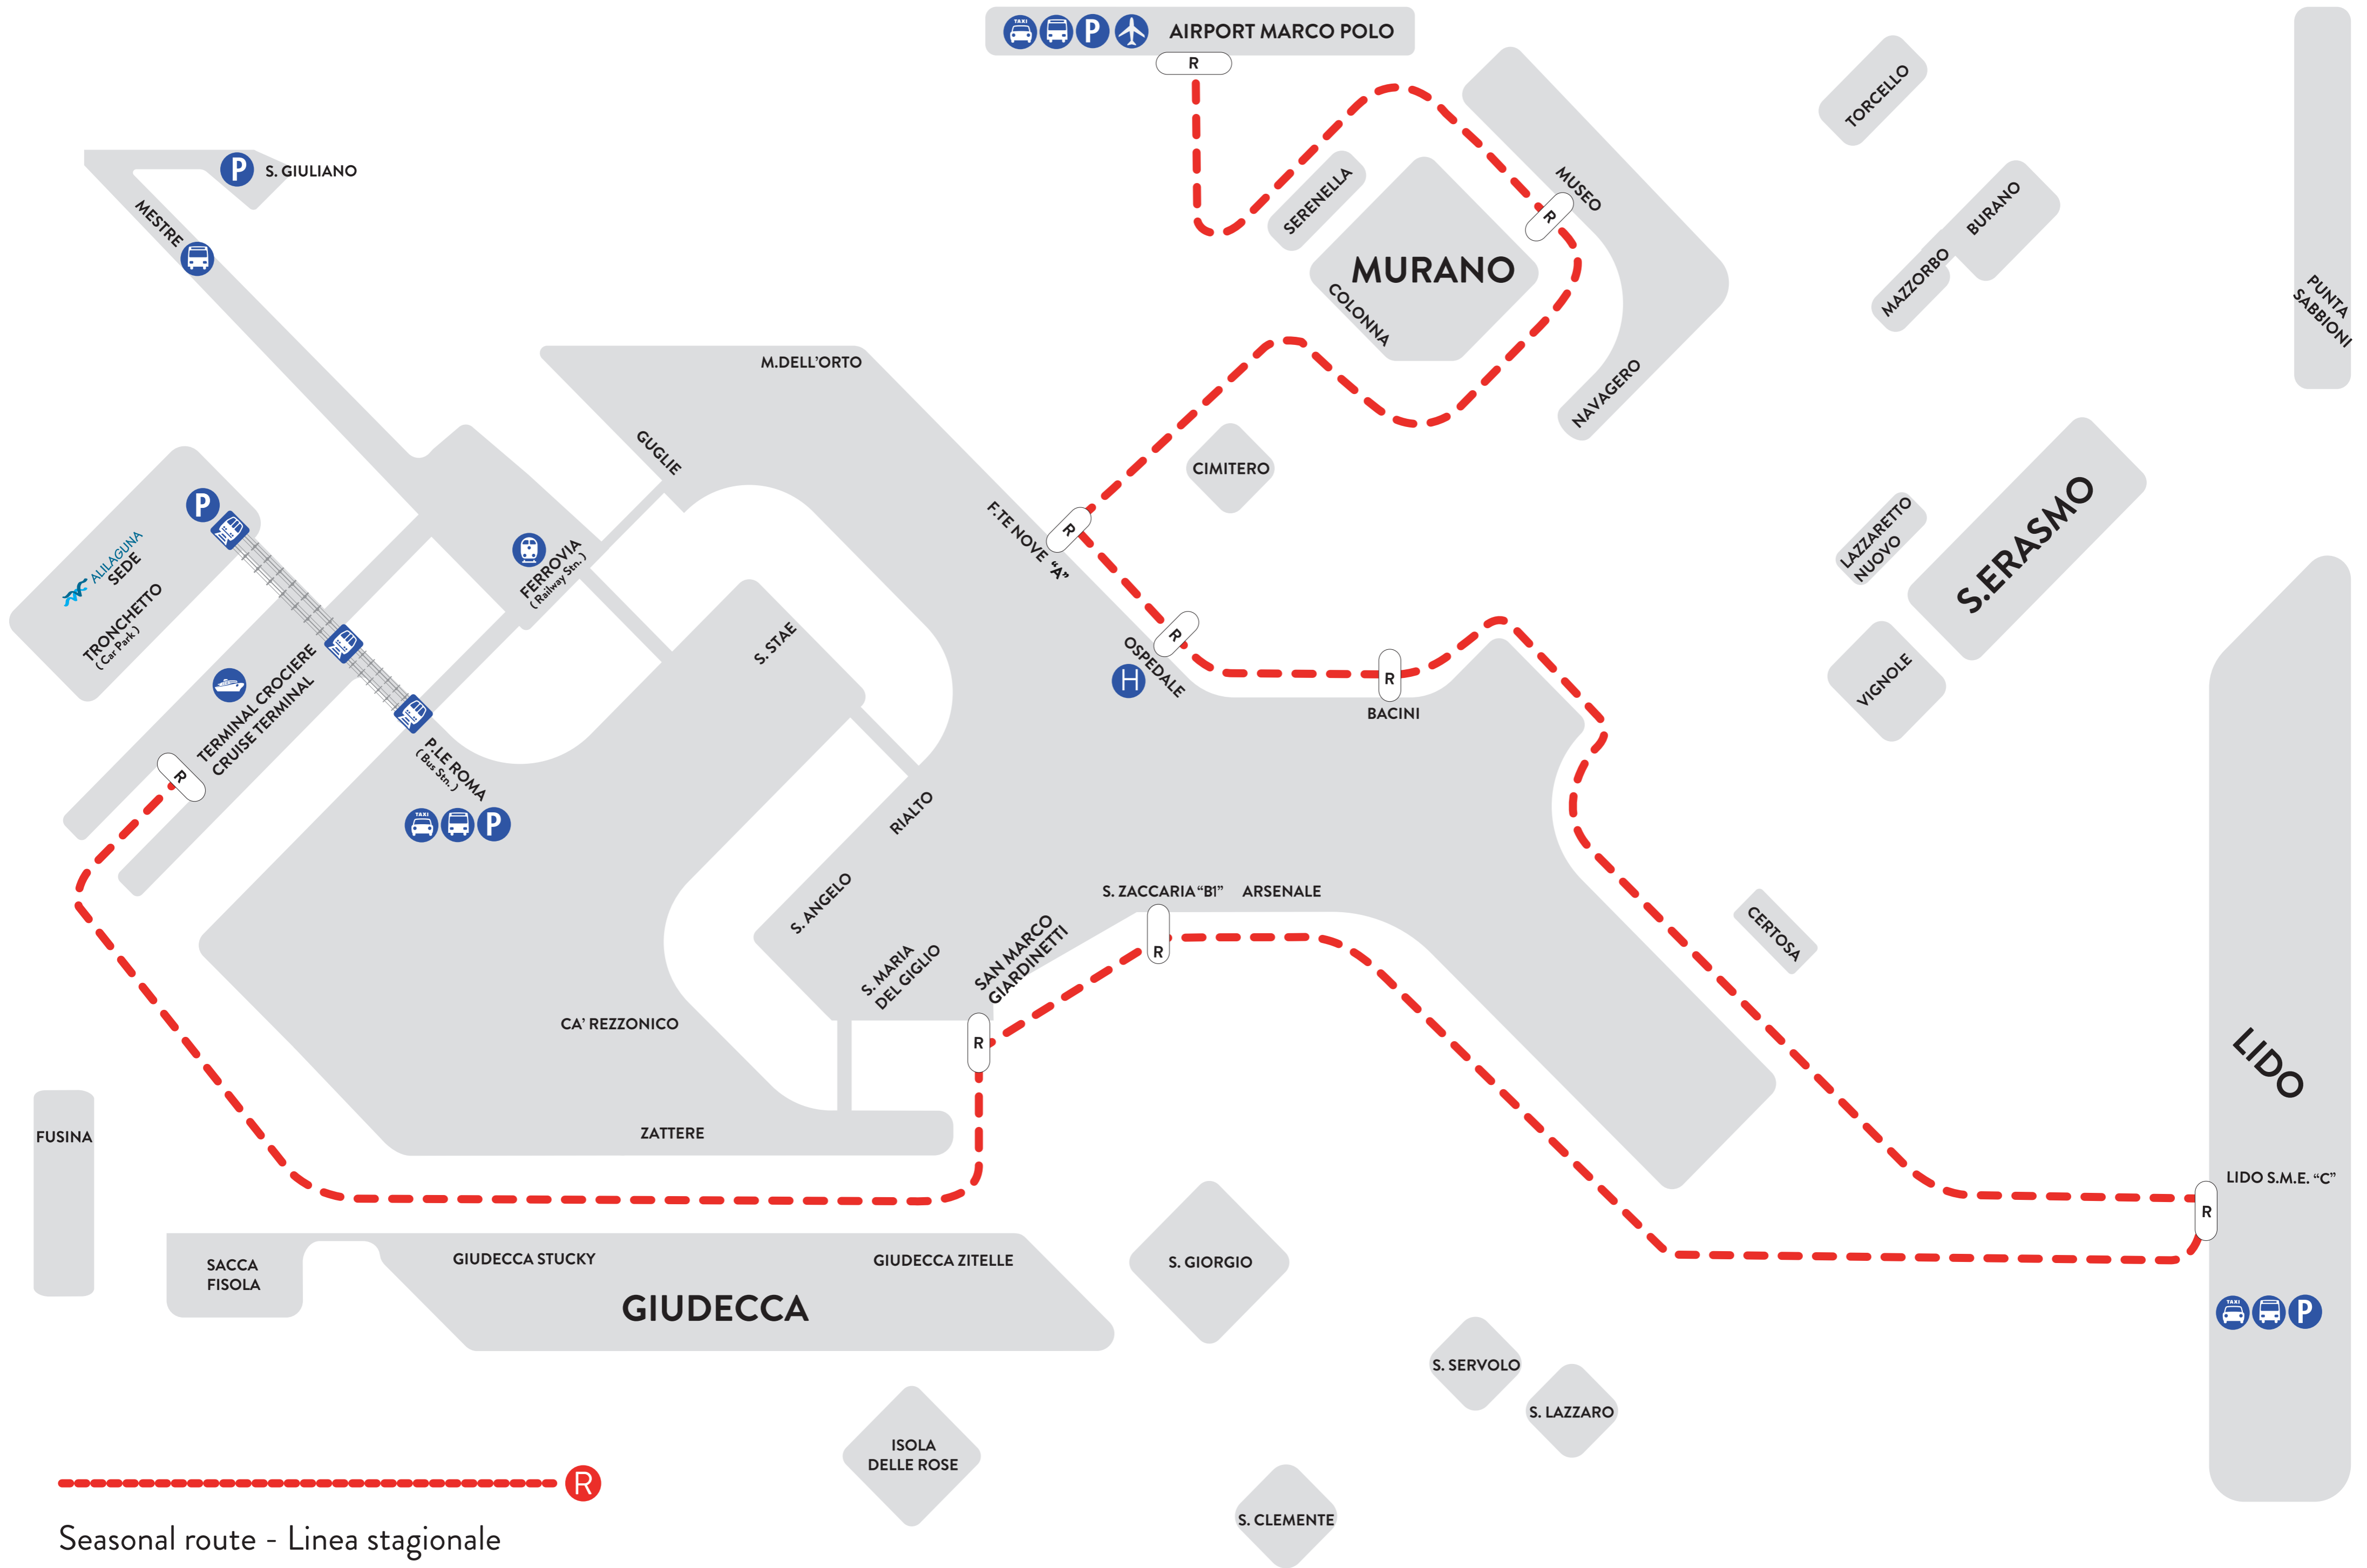 TAXI
P
AIRPORT MARCO POLO
R
TORCELLO
P
S. GIULIANO
MESTRE
SERENELLA
MUSEO
R
BURANO
MAZZORBO
MURANO
COLONNA
PUNTA
SABBIONI
M.DELL'ORTO
NAVAGERO
GUGLIE
CIMITERO
P
ALILAGUNA
SEDE
TRONCHETTO
( Car Park )
FERROVIA
( Railway Stn. )
F.TE NOVE “A”
R
LAZZARETTO
NUOVO
S.ERASMO
S. STAE
R
OSPEDALE
H
R
BACINI
VIGNOLE
TERMINAL CROCIERE
CRUISE TERMINAL
R
P.LE ROMA
( Bus Stn. )
TAXI
P
RIALTO
S. ANGELO
S. ZACCARIA“B1”
ARSENALE
R
CERTOSA
S. MARIA
DEL GIGLIO
SAN MARCO
GIARDINETTI
R
CA’ REZZONICO
LIDO
FUSINA
ZATTERE
LIDO S.M.E. “C”
R
SACCA
FISOLA
GIUDECCA STUCKY
GIUDECCA ZITELLE
GIUDECCA
S. GIORGIO
TAXI
P
S. SERVOLO
S. LAZZARO
ISOLA
DELLE ROSE
S. CLEMENTE
R
Seasonal route - Linea stagionale